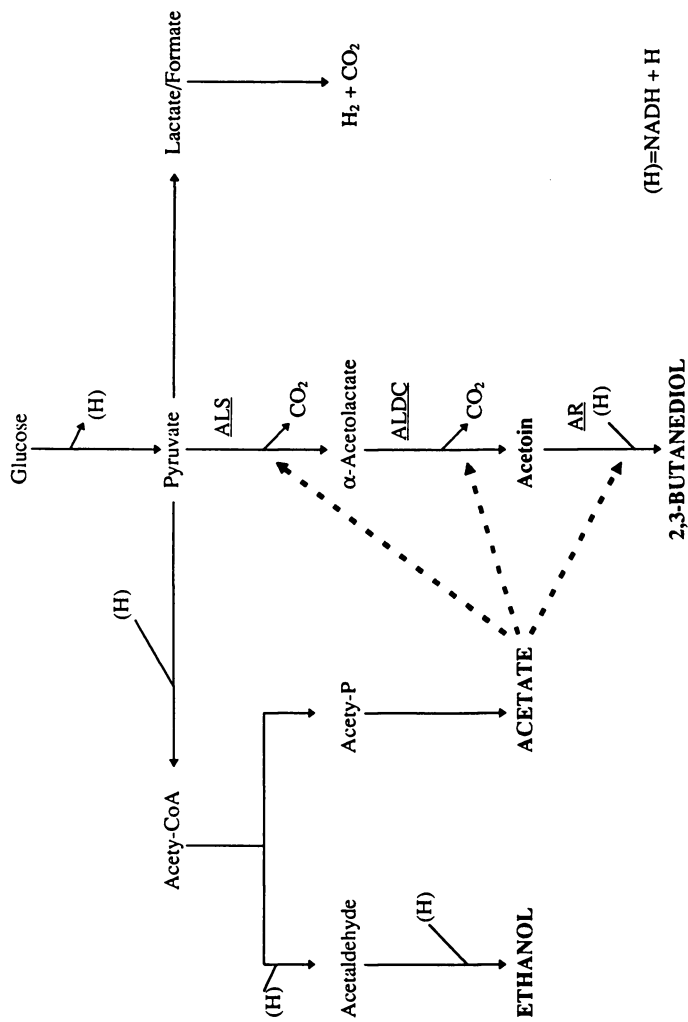 Glucose
(H)
(H)
Acety-CoA
Pyruvate
Lactate/Formate
ALS
(H)
CO₂
Acetaldehyde
Acety-P
α-Acetolactate
H₂ + CO₂
ALDC
(H)
CO₂
ETHANOL
ACETATE
Acetoin
AR
(H)
2,3-BUTANEDIOL
(H)=NADH + H